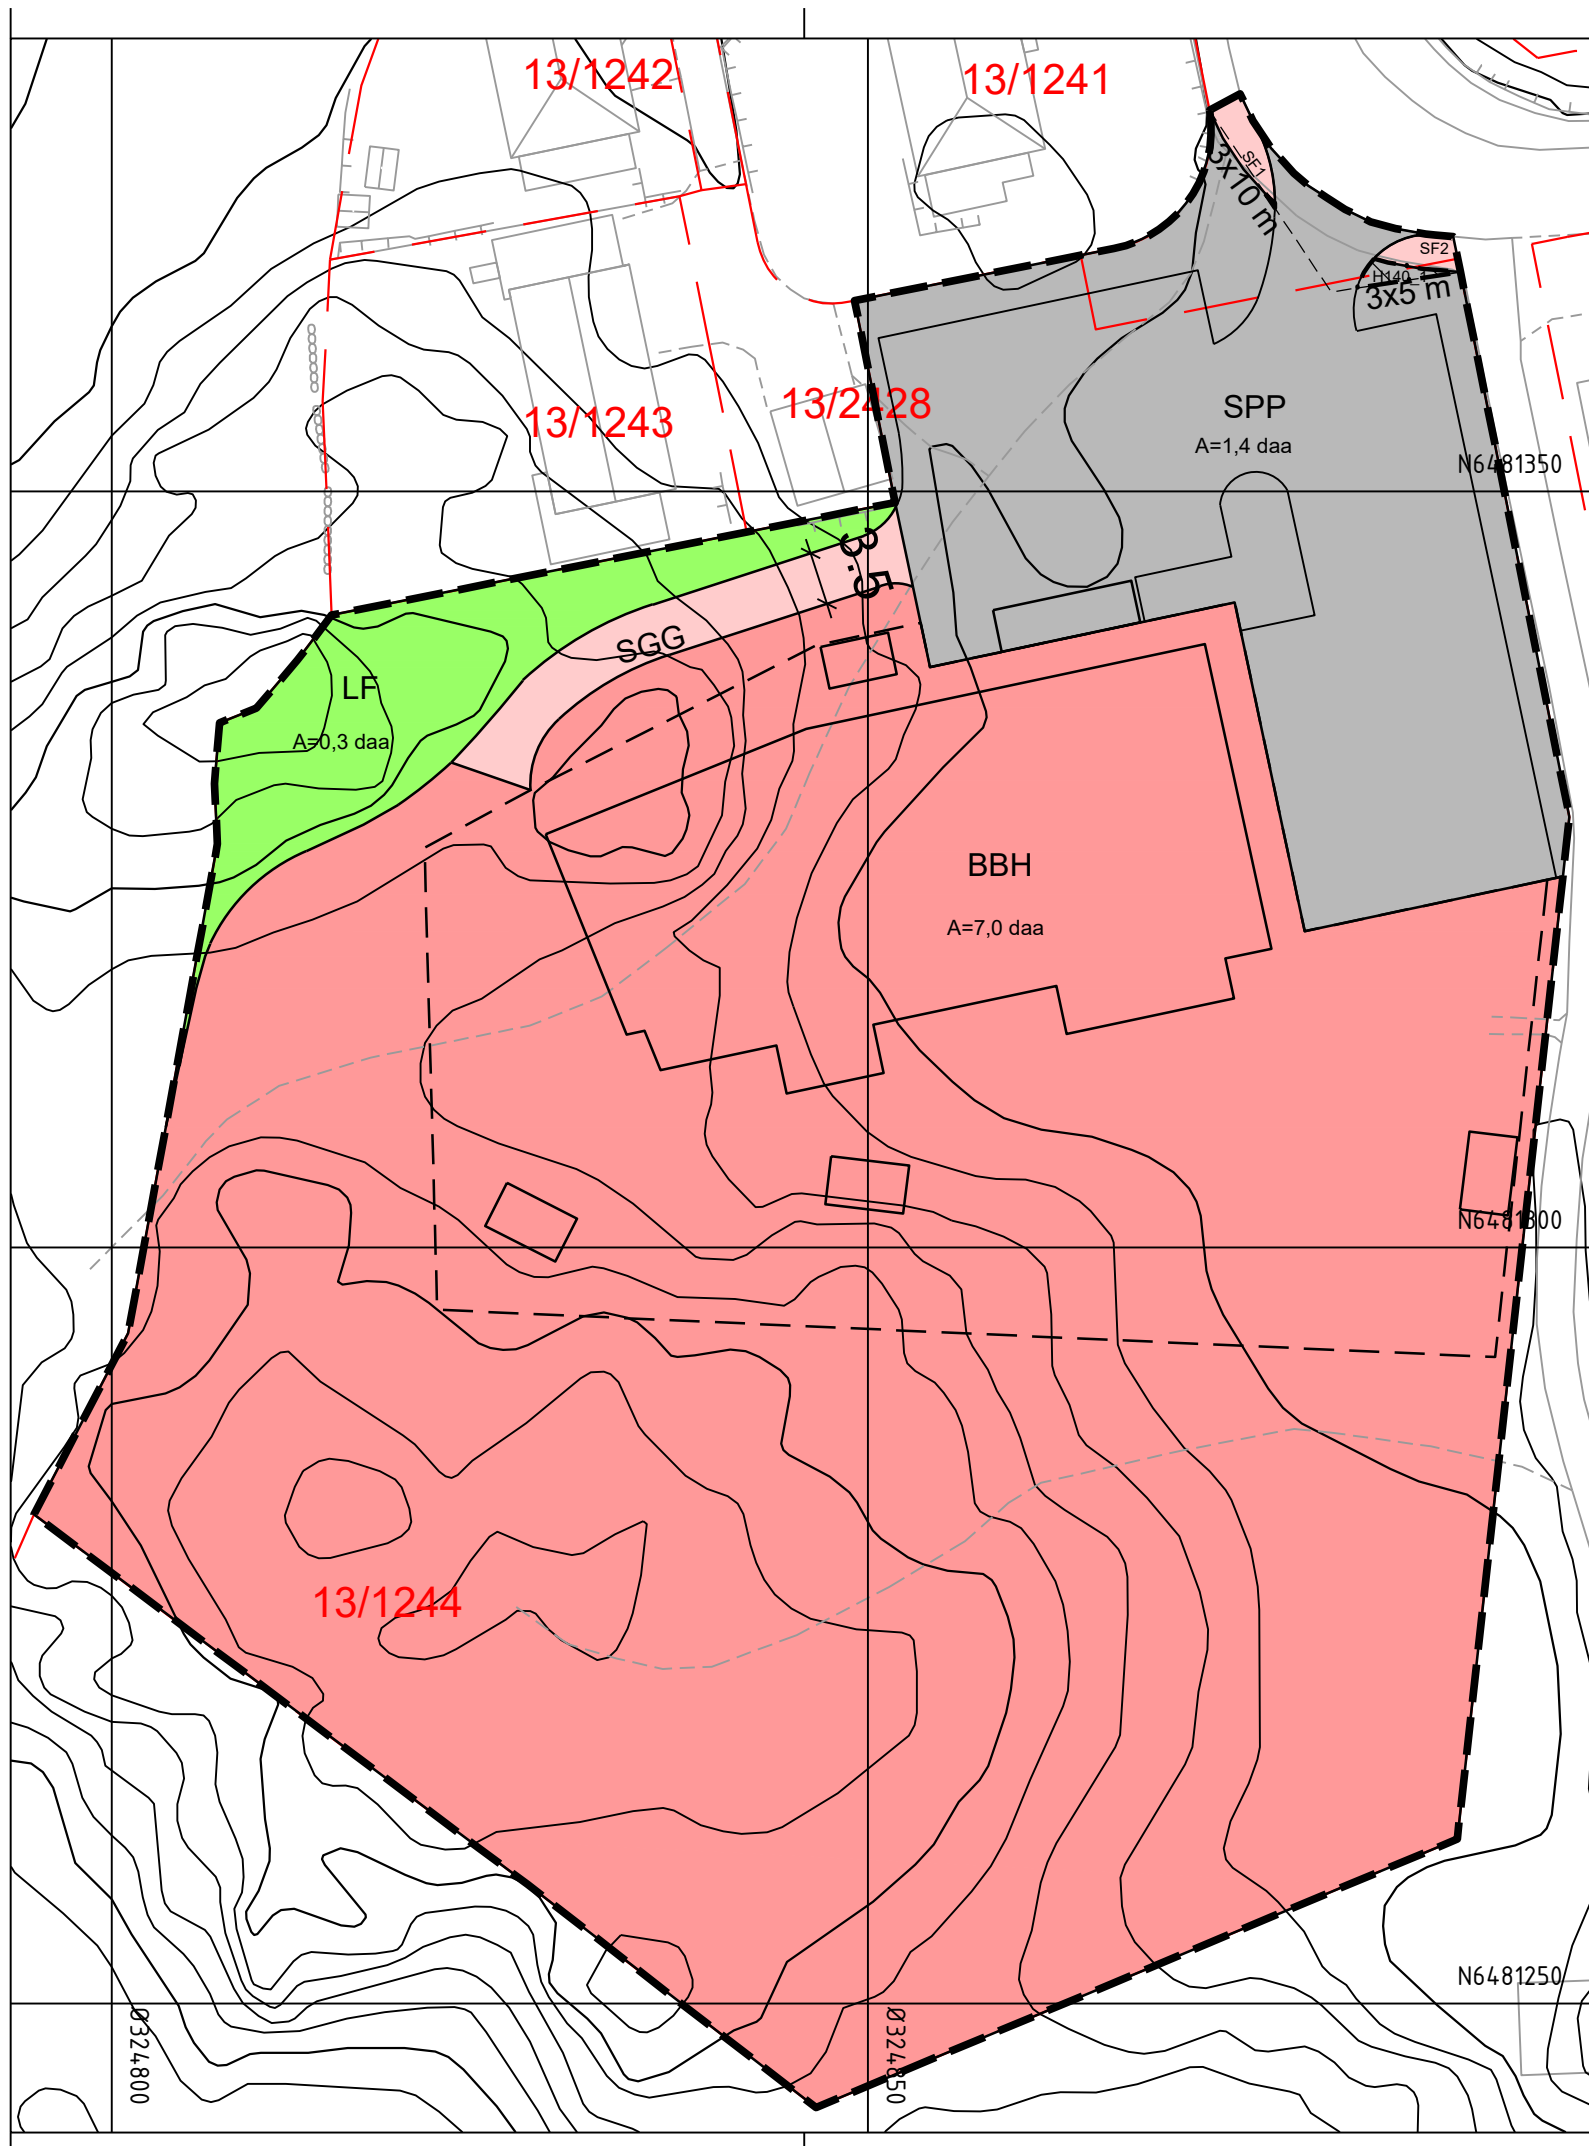 13/1242
13/1241
SF1
3x10 m
SF2
H140_1
3x5 m
13/1243
13/2428
SPP
A=1,4 daa
N6481350
3.5
SGG
LF
A=0,3 daa
BBH
A=7,0 daa
N6481300
13/1244
N6481250
Ø324800
Ø324850